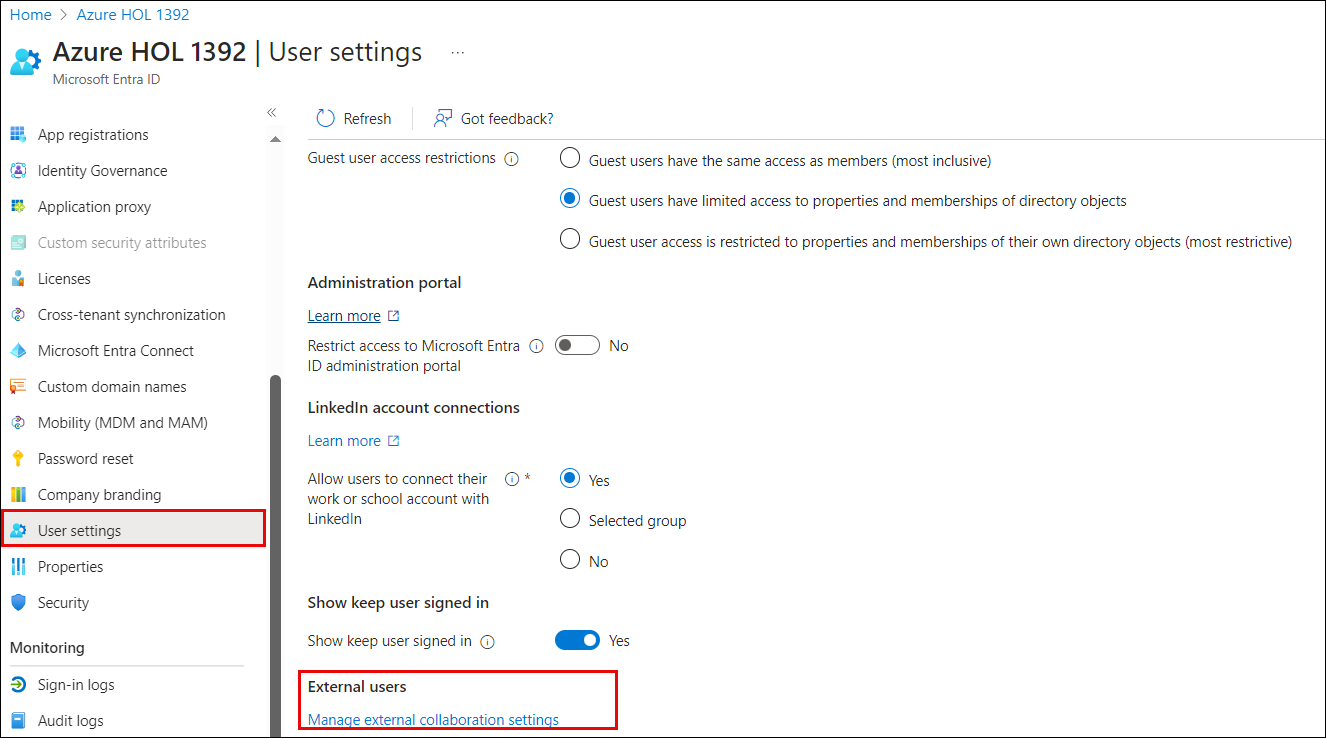 Home > Azure HOL 1392
Azure HOL 1392 | User settings ...
Microsoft Entra ID
«
App registrations
Identity Governance
Application proxy
Custom security attributes
Licenses
Cross-tenant synchronization
Microsoft Entra Connect
Custom domain names
Mobility (MDM and MAM)
Password reset
Company branding
User settings
Properties
Security
Monitoring
Sign-in logs
Audit logs
Refresh
Got feedback?
Guest user access restrictions
Guest users have the same access as members (most inclusive)
Guest users have limited access to properties and memberships of directory objects
Guest user access is restricted to properties and memberships of their own directory objects (most restrictive)
Administration portal
Learn more
Restrict access to Microsoft Entra
ID administration portal
No
LinkedIn account connections
Learn more
Allow users to connect their *
work or school account with
LinkedIn
Yes
Selected group
No
Show keep user signed in
Show keep user signed in
Yes
External users
Manage external collaboration settings